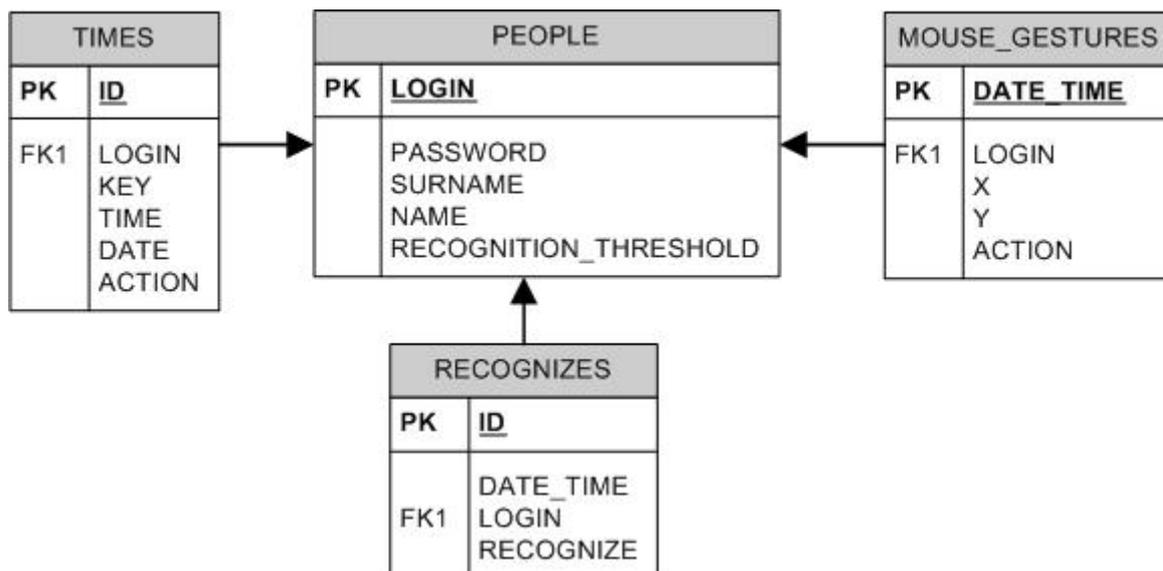 TIMES
PK ID
FK1 LOGIN
KEY
TIME
DATE
ACTION
PEOPLE
PK LOGIN
PASSWORD
SURNAME
NAME
RECOGNITION_THRESHOLD
MOUSE_GESTURES
PK DATE_TIME
FK1 LOGIN
X
Y
ACTION
RECOGNIZES
PK ID
DATE_TIME
FK1 LOGIN
RECOGNIZE